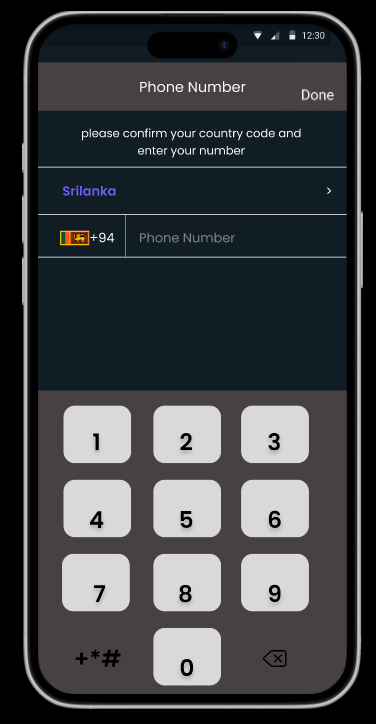 12:30
Phone Number
Done
please confirm your country code and
enter your number
Srilanka >
+94 Phone Number
1 2 3
4 5 6
7 8 9
+*# 0